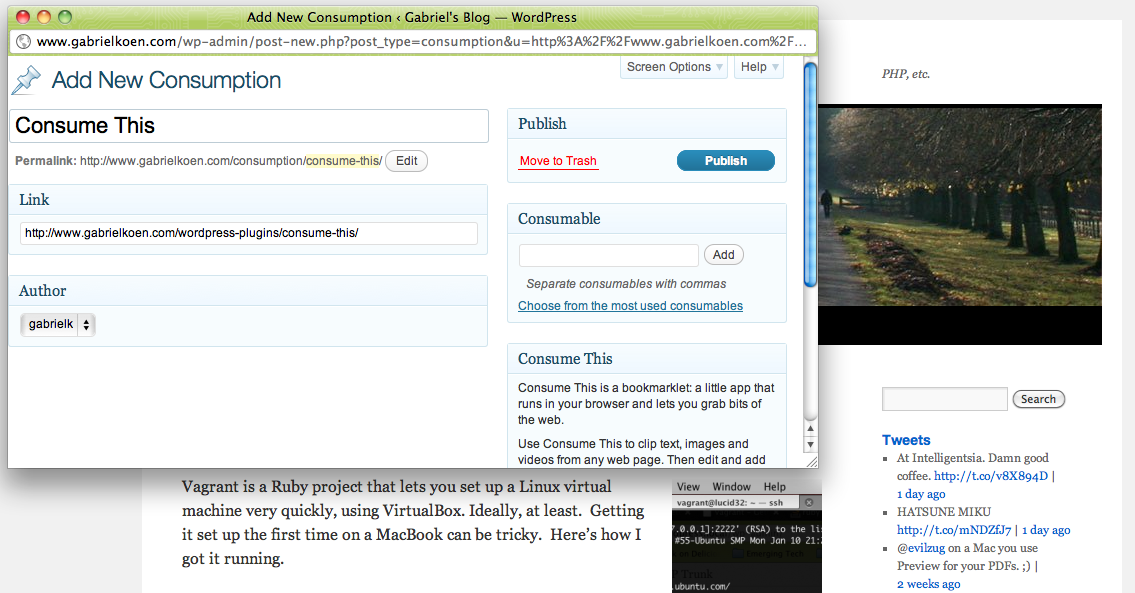 Add New Consumption ‹ Gabriel's Blog — WordPress
www.gabrielkoen.com/wp-admin/post-new.php?post_type=consumption&u=http%3A%2F%2Fwww.gabrielkoen.com%2F…
Screen Options
Help
Add New Consumption
Consume This
Permalink: http://www.gabrielkoen.com/consumption/consume-this/
Edit
Link
http://www.gabrielkoen.com/wordpress-plugins/consume-this/
Author
gabrielk
Publish
Move to Trash
Publish
Consumable
Add
Separate consumables with commas
Choose from the most used consumables
Consume This
Consume This is a bookmarklet: a little app that
runs in your browser and lets you grab bits of
the web.
Use Consume This to clip text, images and
videos from any web page. Then edit and add
PHP, etc.
Search
Tweets
At Intelligentsia. Damn good
coffee. http://t.co/v8X894D |
1 day ago
HATSUNE MIKU
http://t.co/mNDZfJ7 | 1 day ago
@evilzug on a Mac you use
Preview for your PDFs. ;) |
2 weeks ago
Vagrant is a Ruby project that lets you set up a Linux virtual
machine very quickly, using VirtualBox. Ideally, at least. Getting
it set up the first time on a MacBook can be tricky. Here's how I
got it running.
View Window Help
vagrant@lucid32: ~ — ssh
7.0.0.1]:2222' (RSA) to the lis
#55-Ubuntu SMP Mon Jan 10 21:2
Emerging Tech
P Trunk
.ubuntu.com/